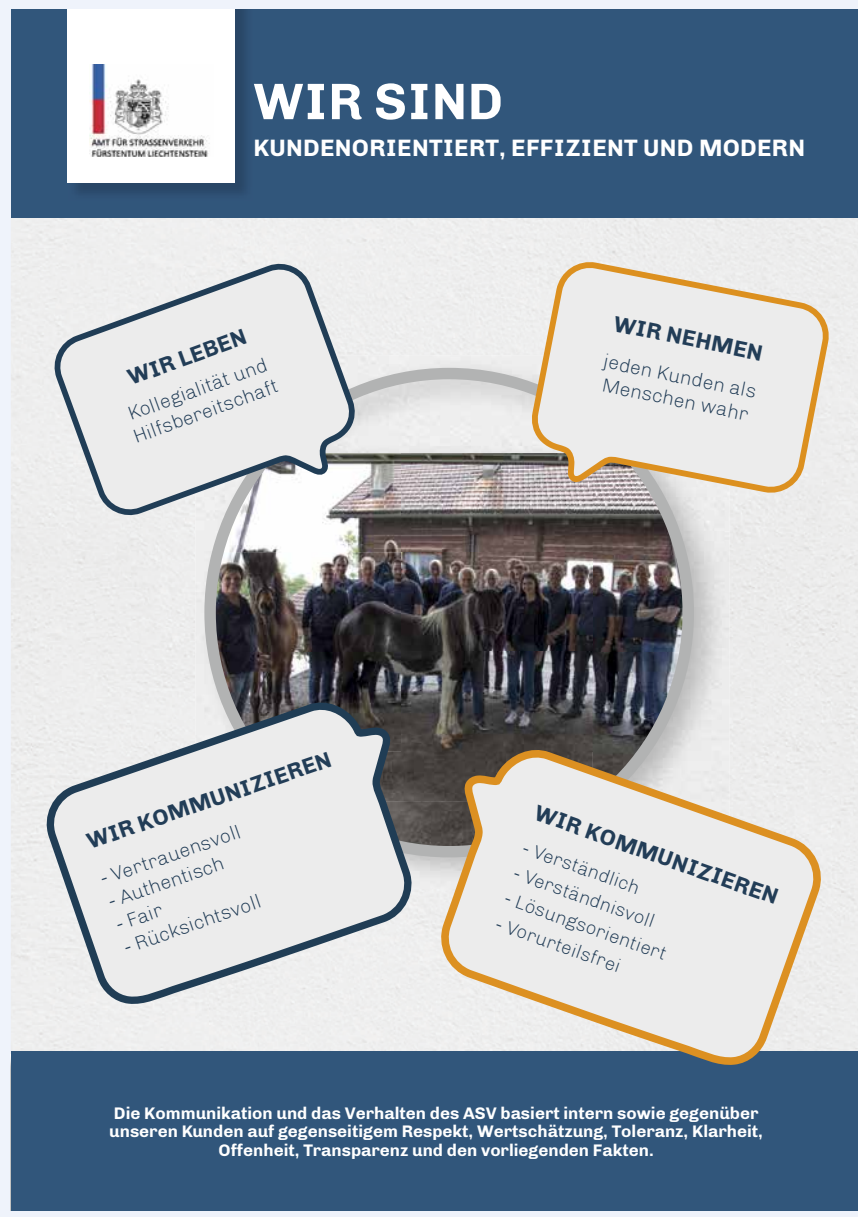 AMT FÜR STRASSENVERKEHR
FÜRSTENTUM LIECHTENSTEIN
WIR SIND
KUNDENORIENTIERT, EFFIZIENT UND MODERN
WIR LEBEN
Kollegialität und
Hilfsbereitschaft
WIR NEHMEN
jeden Kunden als
Menschen wahr
WIR KOMMUNIZIEREN
- Vertrauensvoll
- Authentisch
- Fair
- Rücksichtsvoll
WIR KOMMUNIZIEREN
- Verständlich
- Verständnisvoll
- Lösungsorientiert
- Vorurteilsfrei
Die Kommunikation und das Verhalten des ASV basiert intern sowie gegenüber
unseren Kunden auf gegenseitigem Respekt, Wertschätzung, Toleranz, Klarheit,
Offenheit, Transparenz und den vorliegenden Fakten.